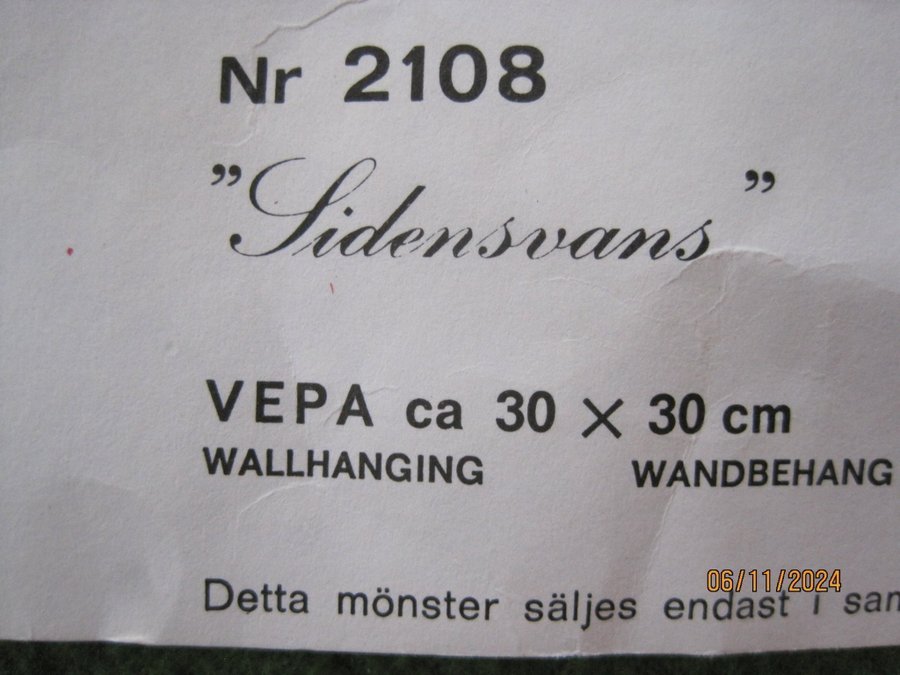 Nr 2108
”Sidensvans”
VEPA ca 30 × 30 cm
WALLHANGING WANDBEHANG
Detta mönster säljes endast i
06/11/2024